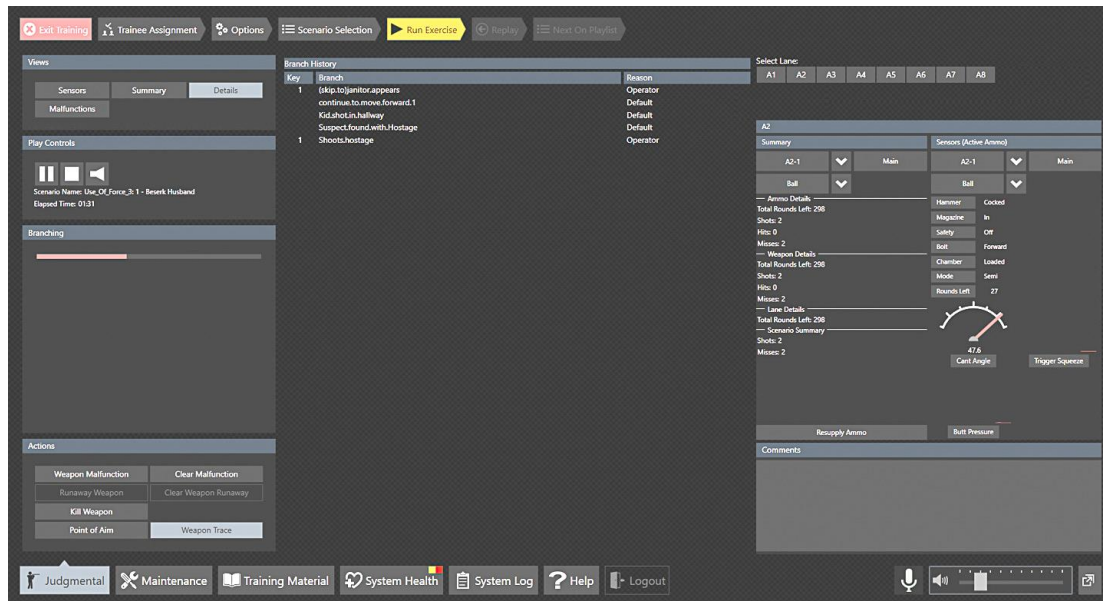 Exit Training
Trainee Assignment
Options
Scenario Selection
Run Exercise
Replay
Next On Playlist
Views
Sensors Summary Details
Malfunctions
Play Controls
Scenario Name: Use_Of_Force_3: 1 - Beserk Husband
Elapsed Time: 01:31
Branching
Actions
Weapon Malfunction Clear Malfunction
Runaway Weapon Clear Weapon Runaway
Kill Weapon
Point of Aim Weapon Trace
Branch History
Key Branch Reason
1 (skip.to)janitor.appears Operator
continue.to.move.forward.1 Default
Kid.shot.in.hallway Default
Suspect.found.with.Hostage Default
1 Shoots.hostage Operator
Select Lane:
A1 A2 A3 A4 A5 A6 A7 A8
A2
Summary
A2-1 Main
Ball
Ammo Details
Total Rounds Left: 298
Shots: 2
Hits: 0
Misses: 2
Weapon Details
Total Rounds Left: 298
Shots: 2
Hits: 0
Misses: 2
Lane Details
Total Rounds Left: 298
Scenario Summary
Shots: 2
Misses: 2
Resupply Ammo
Sensors (Active Ammo)
A2-1 Main
Ball
Hammer Cocked
Magazine In
Safety Off
Bolt Forward
Chamber Loaded
Mode Semi
Rounds Left 27
47.6
Cant Angle Trigger Squeeze
Butt Pressure
Comments
Judgmental
Maintenance
Training Material
System Health
System Log
Help
Logout